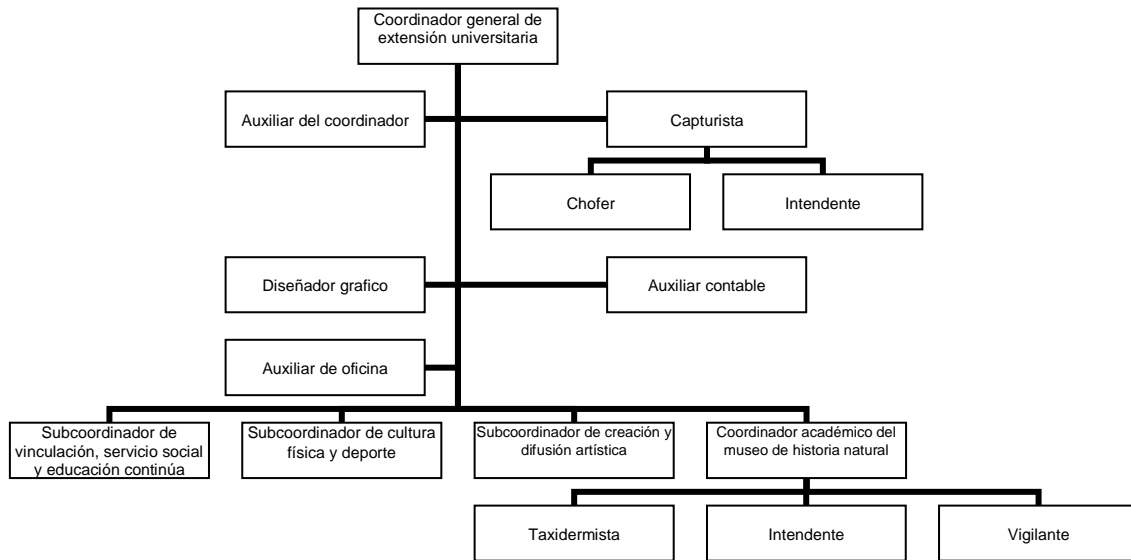 Coordinador general de
extensión universitaria
Auxiliar del coordinador
Capturista
Chofer
Intendente
Diseñador grafico
Auxiliar contable
Auxiliar de oficina
Subcoordinador de
vinculación, servicio social
y educación continúa
Subcoordinador de cultura
física y deporte
Subcoordinador de creación y
difusión artística
Coordinador académico del
museo de historia natural
Taxidermista
Intendente
Vigilante